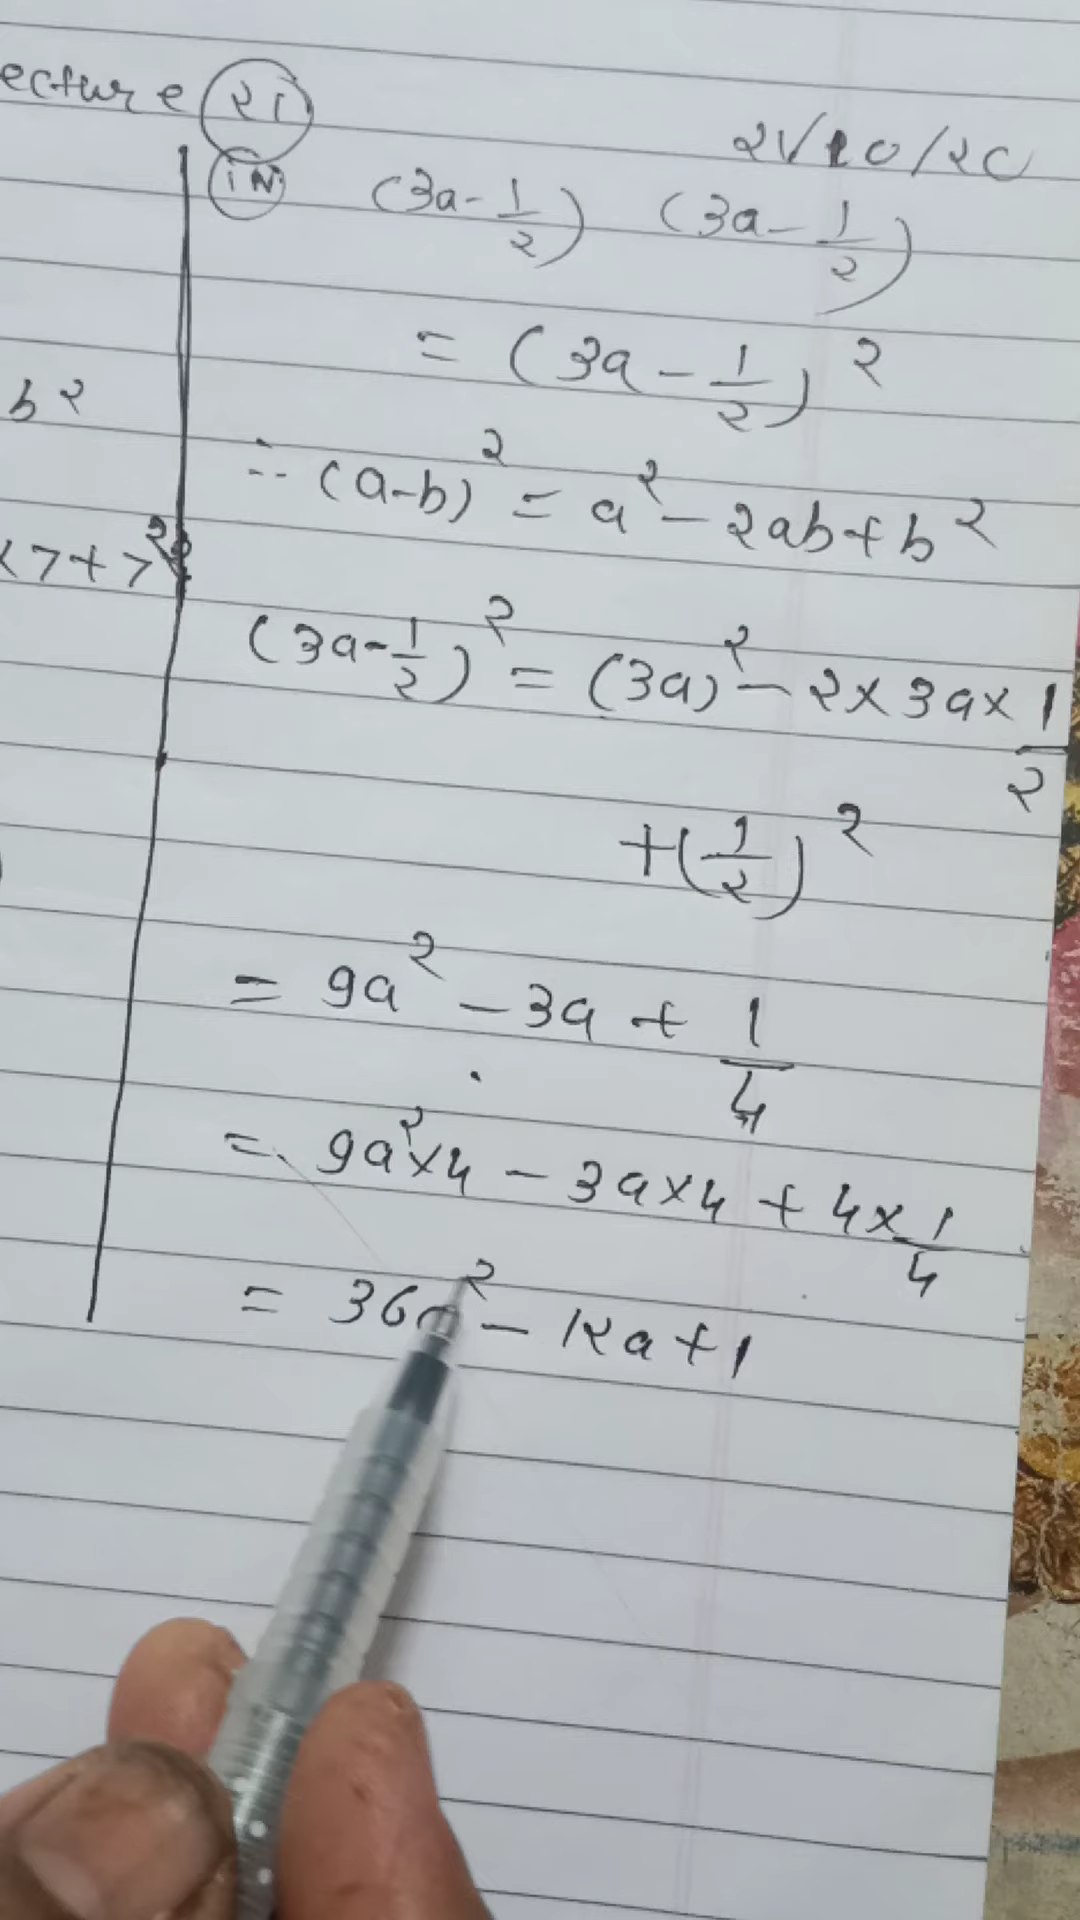 ecture 21
21/10/20
(iv) (3a - 1/2) (3a - 1/2)
= (3a - 1/2)²
b²
∴ (a-b)² = a² - 2ab + b²
x 7 + 7²
(3a - 1/2)² = (3a)² - 2 × 3a × 1/2
+ (1/2)²
= 9a² - 3a + 1/4
= 9a² × 4 - 3a × 4 + 4 × 1/4
= 36a² - 12a + 1